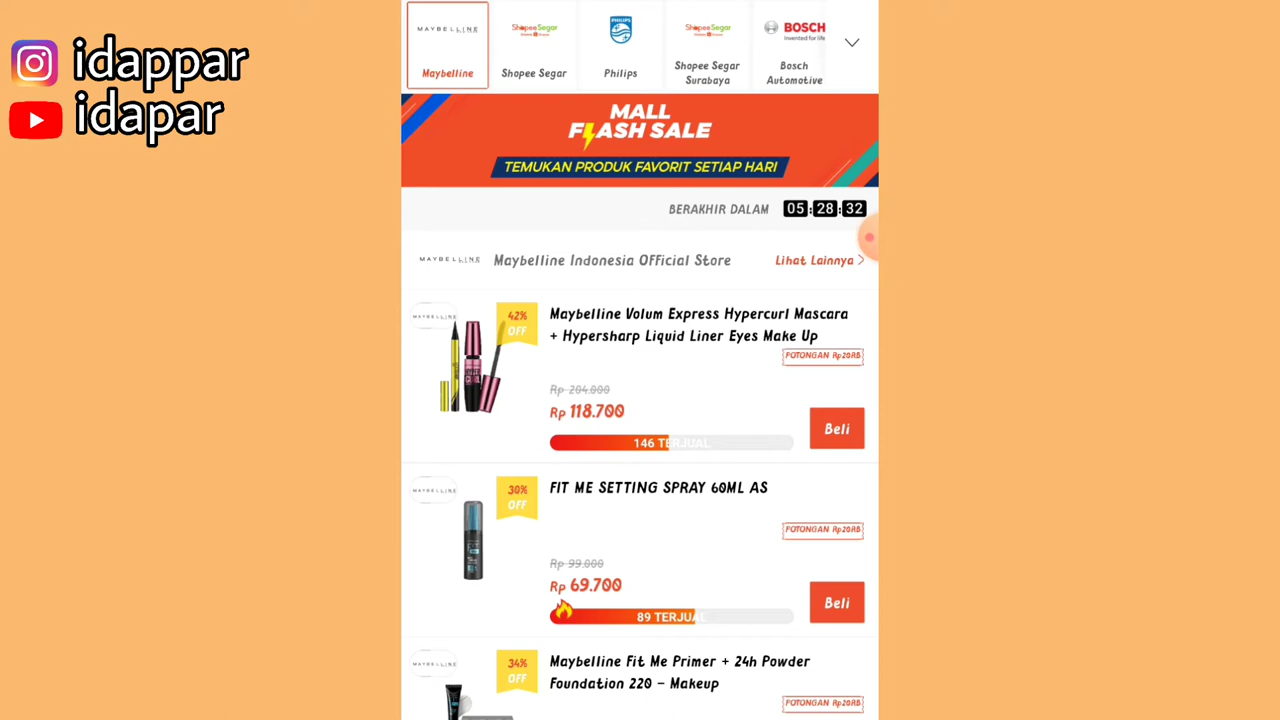 idappar
idapar
MAYBELLINE
Maybelline
Shopee Segar
Shopee Segar
PHILIPS
Philips
Shopee Segar
Shopee Segar
Surabaya
BOSCH
Invented for life
Bosch
Automotive
MALL
FLASH SALE
TEMUKAN PRODUK FAVORIT SETIAP HARI
BERAKHIR DALAM 05:28:32
MAYBELLINE Maybelline Indonesia OFFicial Store Lihat Lainnya >
MAYBELLINE
42%
OFF
Maybelline Volum Express Hypercurl Mascara
+ Hypersharp Liquid Liner Eyes Make Up
POTONGAN Rp20RB
Rp 204.000
Rp 118.700
146 TERJUAL
Beli
MAYBELLINE
30%
OFF
FIT ME SETTING SPRAY 60ML AS
POTONGAN Rp20RB
Rp 99.000
Rp 69.700
89 TERJUAL
Beli
MAYBELLINE
34%
OFF
Maybelline Fit Me Primer + 24h Powder
Foundation 220 - Makeup
POTONGAN Rp20RB